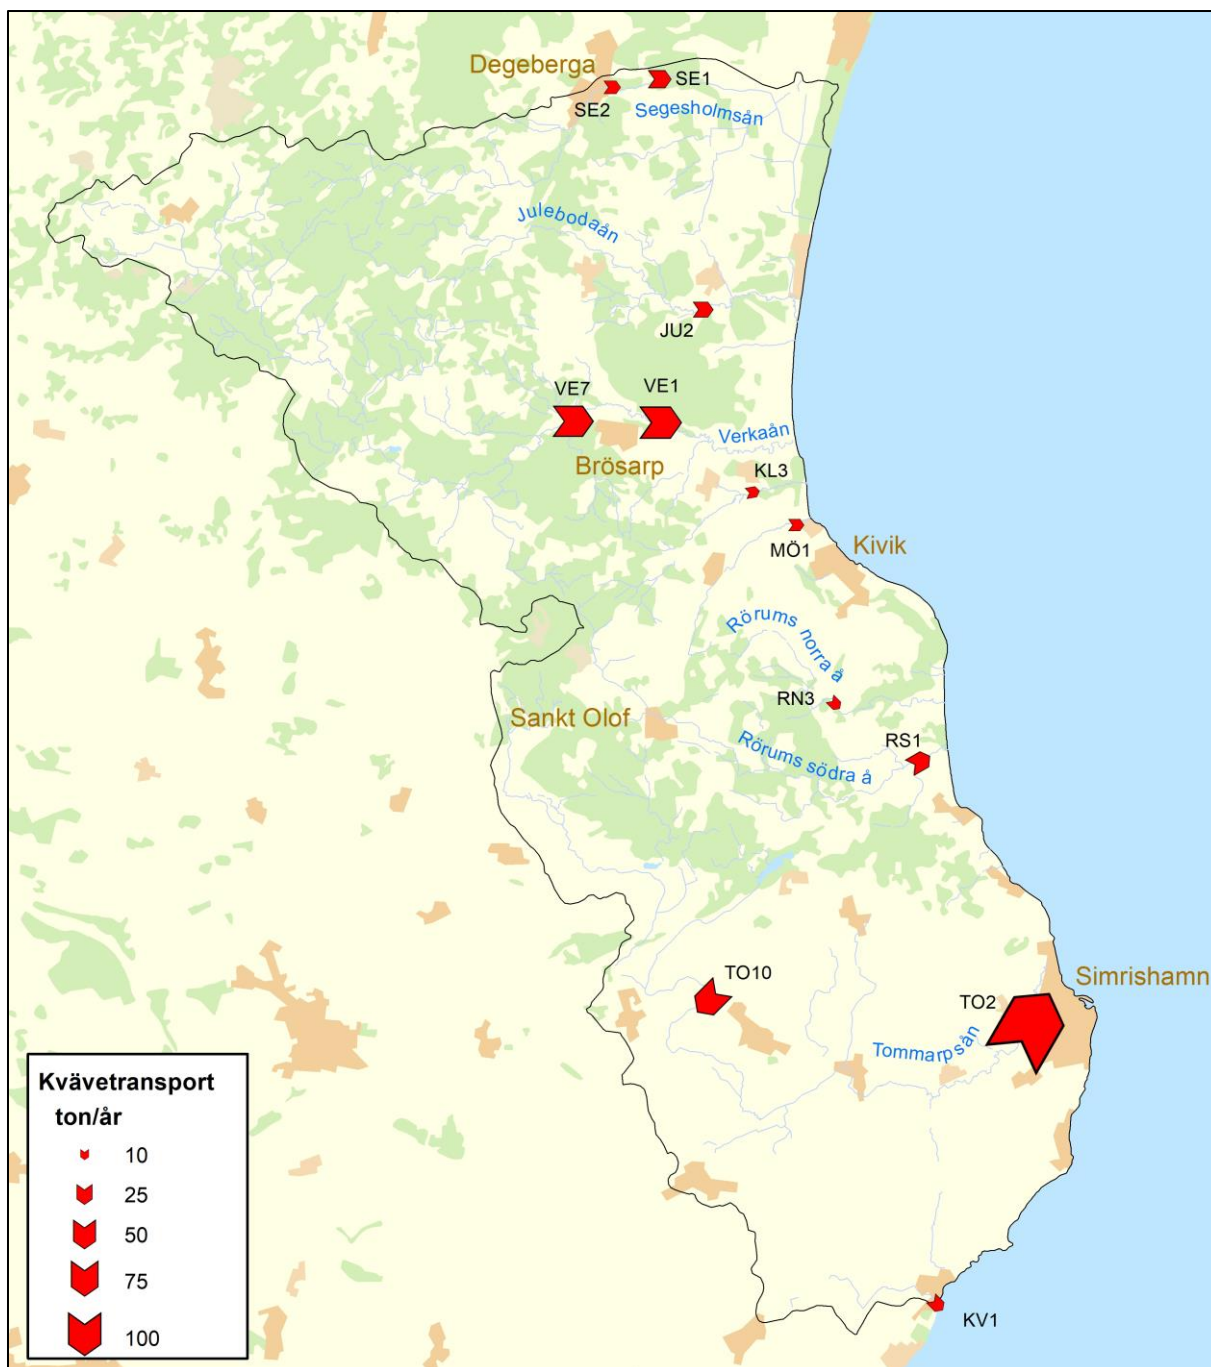 Degeberga
SE1
SE2
Segesholmsån
Julebodaån
JU2
VE7
VE1
Verkaån
Brösarp
KL3
MÖ1
Kivik
Rörums norra å
RN3
Sankt Olof
RS1
Rörums södra å
TO10
Simrishamn
TO2
Tommarpsån
Kvävetransport
ton/år
10
25
50
75
100
KV1